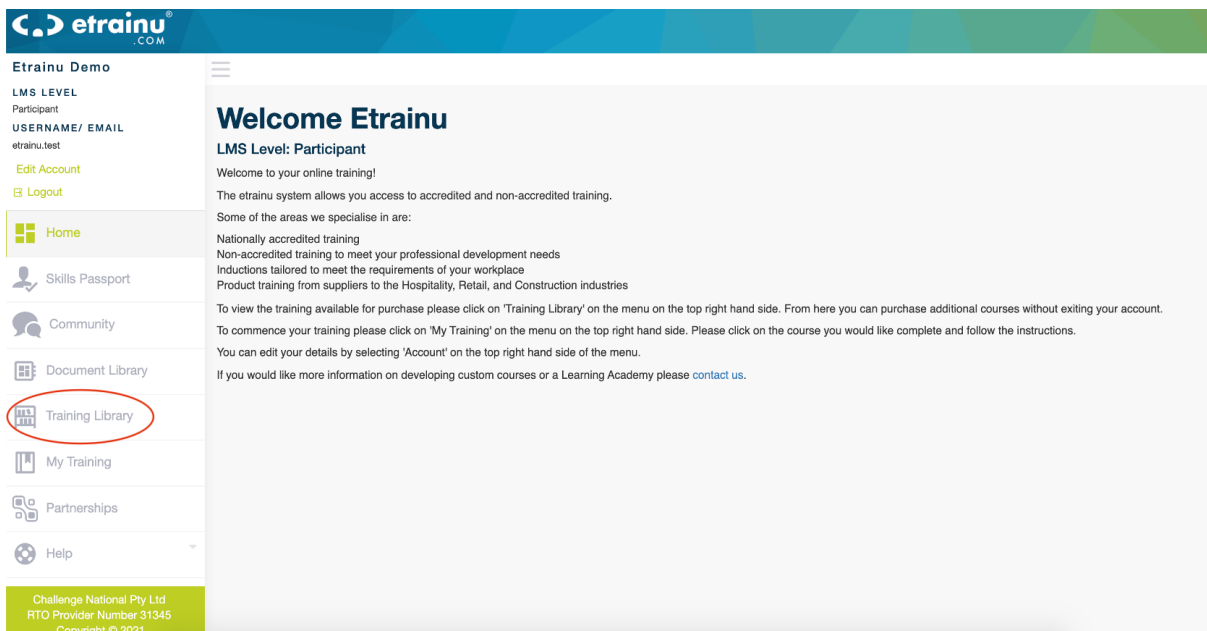 etrainu®
.COM
Etrainu Demo
LMS LEVEL
Participant
USERNAME/ EMAIL
etrainu.test
Edit Account
Logout
Home
Skills Passport
Community
Document Library
Training Library
My Training
Partnerships
Help
Challenge National Pty Ltd
RTO Provider Number 31345
Copyright © 2021
Welcome Etrainu
LMS Level: Participant
Welcome to your online training!
The etrainu system allows you access to accredited and non-accredited training.
Some of the areas we specialise in are:
Nationally accredited training
Non-accredited training to meet your professional development needs
Inductions tailored to meet the requirements of your workplace
Product training from suppliers to the Hospitality, Retail, and Construction industries
To view the training available for purchase please click on 'Training Library' on the menu on the top right hand side. From here you can purchase additional courses without exiting your account.
To commence your training please click on 'My Training' on the menu on the top right hand side. Please click on the course you would like complete and follow the instructions.
You can edit your details by selecting 'Account' on the top right hand side of the menu.
If you would like more information on developing custom courses or a Learning Academy please contact us.